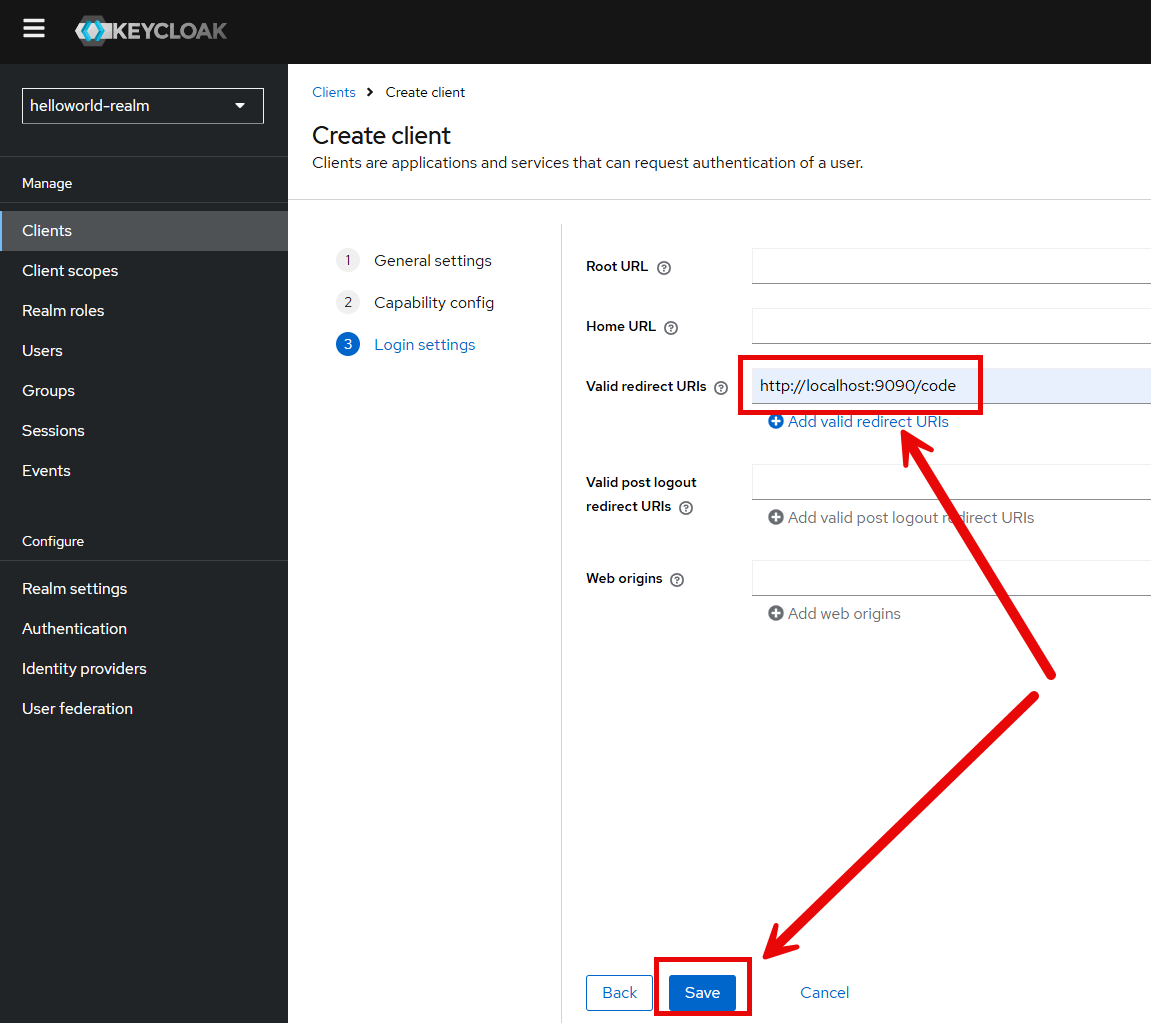 KEYCLOAK
helloworld-realm
Manage
Clients
Client scopes
Realm roles
Users
Groups
Sessions
Events
Configure
Realm settings
Authentication
Identity providers
User federation
Clients > Create client
Create client
Clients are applications and services that can request authentication of a user.
1 General settings
2 Capability config
3 Login settings
Root URL ?
Home URL ?
Valid redirect URIs ? http://localhost:9090/code
Add valid redirect URIs
Valid post logout
redirect URIs ?
Add valid post logout redirect URIs
Web origins ?
Add web origins
Back Save Cancel